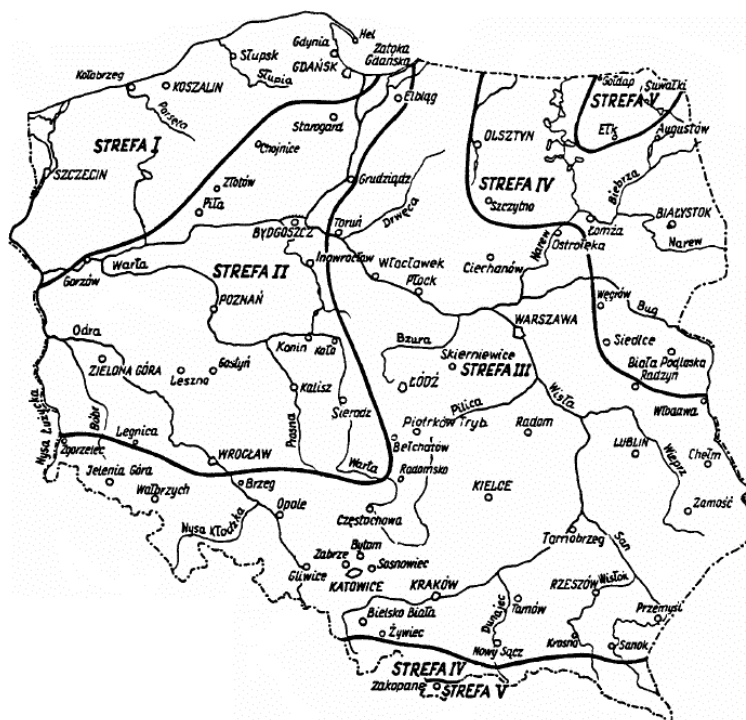 Hel
Gdynia
Zatoka
Gdańska
Słupsk
Słupia
GDAŃSK
Kołobrzeg
KOSZALIN
Parsęta
Elbląg
Gołdap
Suwałki
STREFA V
Ełk
Augustów
Starogard
STREFA I
Chojnice
OLSZTYN
SZCZECIN
Złotów
Grudziądz
STREFA IV
Biebrza
Piła
Szczytno
Drwęca
BYDGOSZCZ
Toruń
Łomża
BIAŁYSTOK
Narew
Ostrołęka
Narew
Gorzów
Warta
STREFA II
Inowrocław
Włocławek
Ciechanów
Płock
Węgrów
Bug
POZNAŃ
WARSZAWA
Odra
Bzura
Siedlce
Konin
Koło
Skierniewice
Biała Podlaska
ZIELONA GÓRA
Gostyń
Leszno
ŁÓDŹ
STREFA III
Radzyn
Kalisz
Wisła
Nysa Łużycka
Bóbr
Prosna
Sieradz
Pilica
Włodawa
Piotrków Tryb.
Radom
Legnica
Bełchatów
LUBLIN
Wieprz
Chełm
Zgorzelec
WROCŁAW
Warta
Radomsko
Jelenia Góra
Brzeg
KIELCE
Wałbrzych
Zamość
Opole
Częstochowa
Nysa Kłodzka
Tarnobrzeg
San
Bytom
Zabrze
Sosnowiec
Gliwice
KATOWICE
KRAKÓW
RZESZÓW
Wisłok
Dunajec
Tarnów
Bielsko Biała
Przemyśl
Żywiec
Krosno
Sanok
Nowy Sącz
STREFA IV
Zakopane
STREFA V